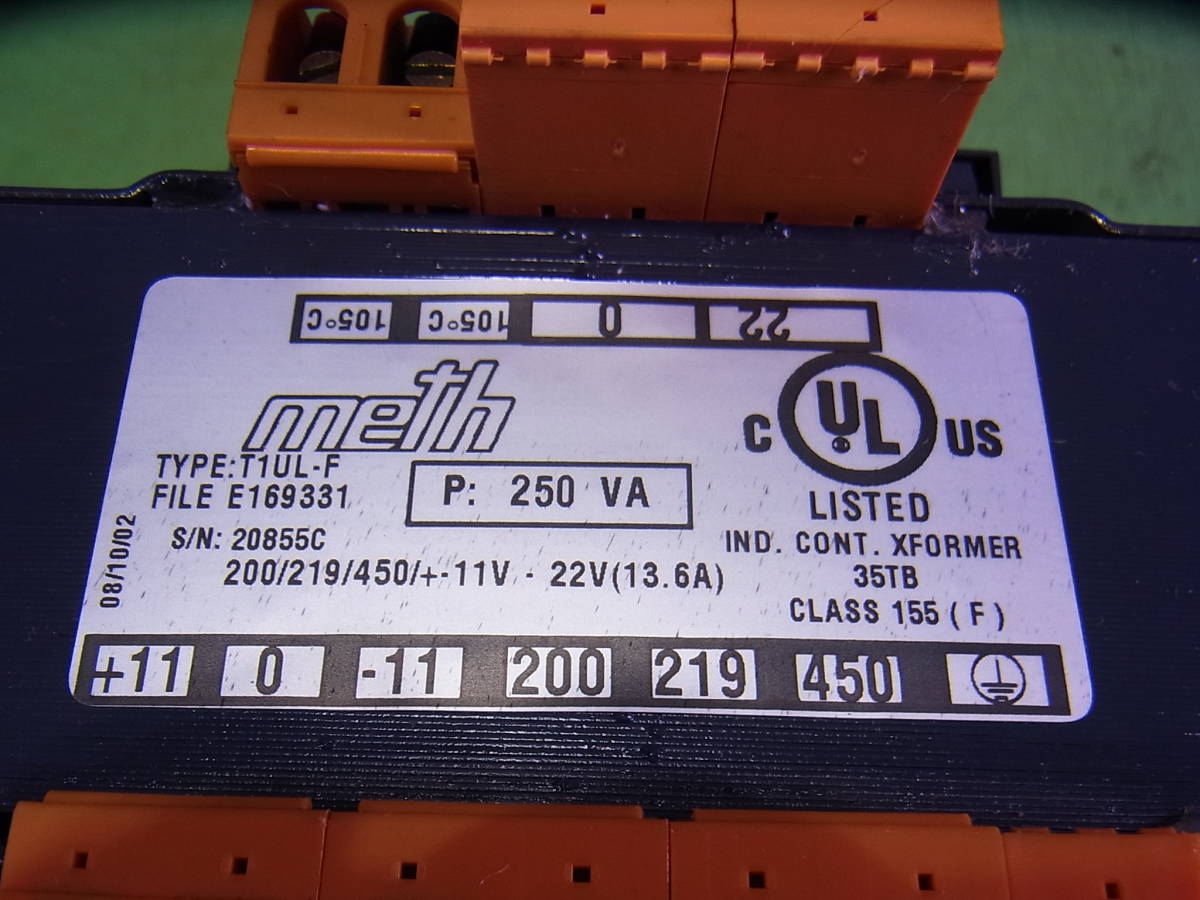 105°C 105°C 0 22
meth
C UL US
TYPE:T1UL-F
FILE E169331
P: 250 VA
LISTED
S/N: 20855C
IND. CONT. XFORMER
200/219/450/+-11V - 22V(13.6A)
35TB
CLASS 155 ( F )
08/10/02
+11 0 -11 200 219 450